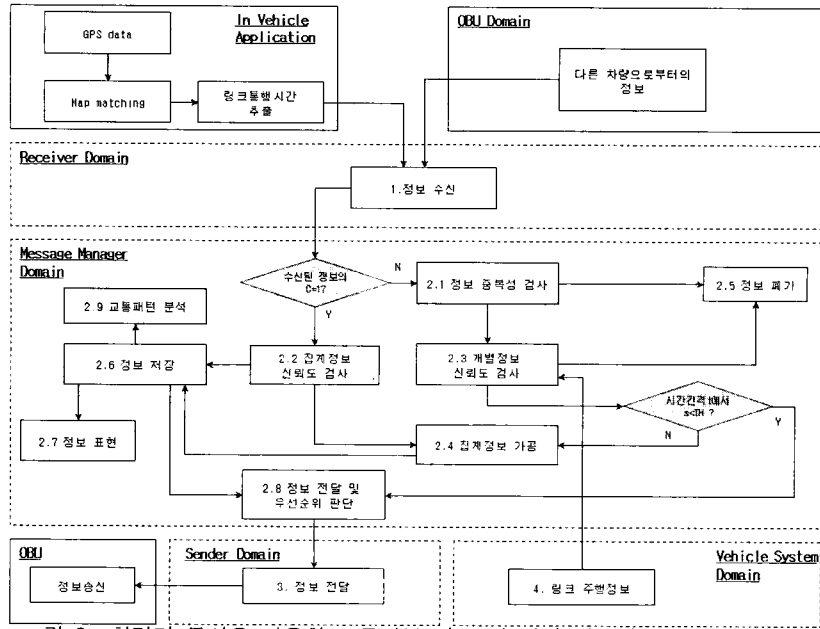 In Vehicle
Application
GPS data
Map matching
링크통행시간
추출
OBU Domain
다른 차량으로부터의
정보
Receiver Domain
1.정보 수신
Message Manager
Domain
수신된 정보의
C=1?
N
Y
2.1 정보 중복성 검사
2.5 정보 폐기
2.9 교통패턴 분석
2.6 정보 저장
2.2 집계정보
신뢰도 검사
2.3 개별정보
신뢰도 검사
시간간격 t에서
s<TH ?
N
Y
2.7 정보 표현
2.4 집계정보 가공
2.8 정보 전달 및
우선순위 판단
OBU
정보송신
Sender Domain
3. 정보 전달
Vehicle System
Domain
4. 링크 주행정보